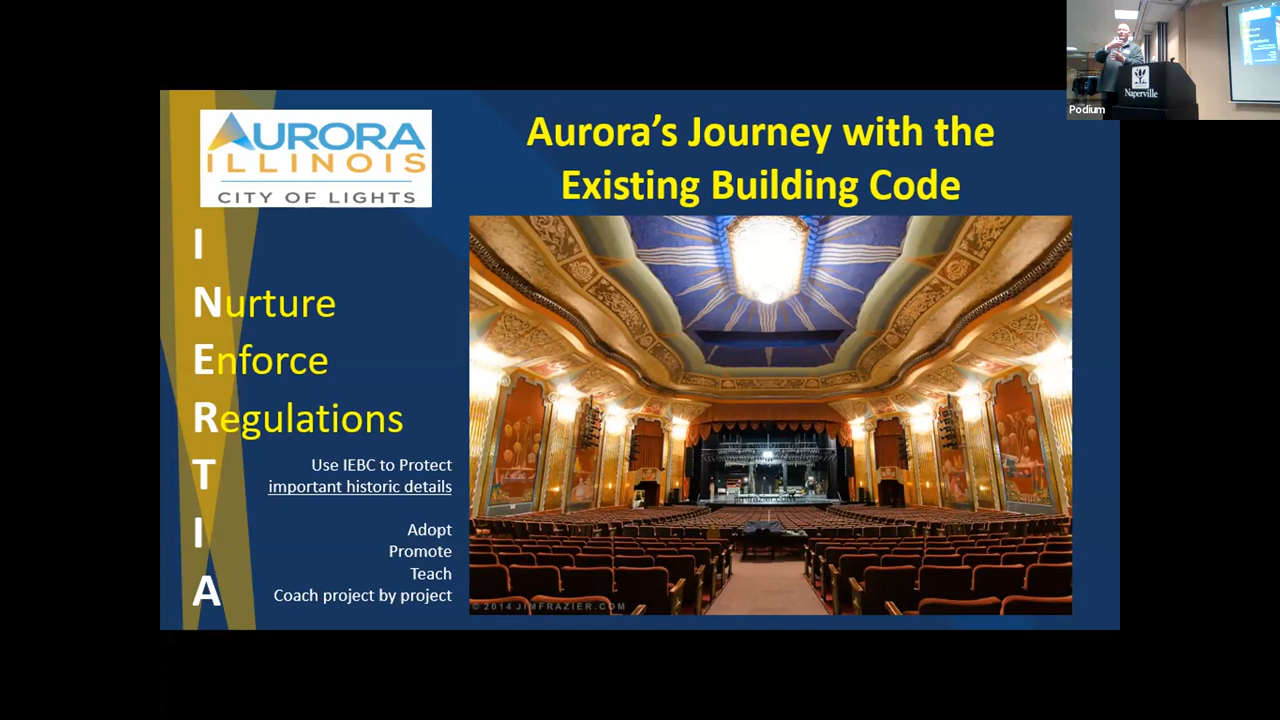 AURORA
ILLINOIS
CITY OF LIGHTS
Aurora's Journey with the
Existing Building Code
I
Nurture
Enforce
Regulations
T
I
A
Use IEBC to Protect
important historic details
Adopt
Promote
Teach
Coach project by project
© 2014 JIMFRAZIER.COM
Naperville
Podium